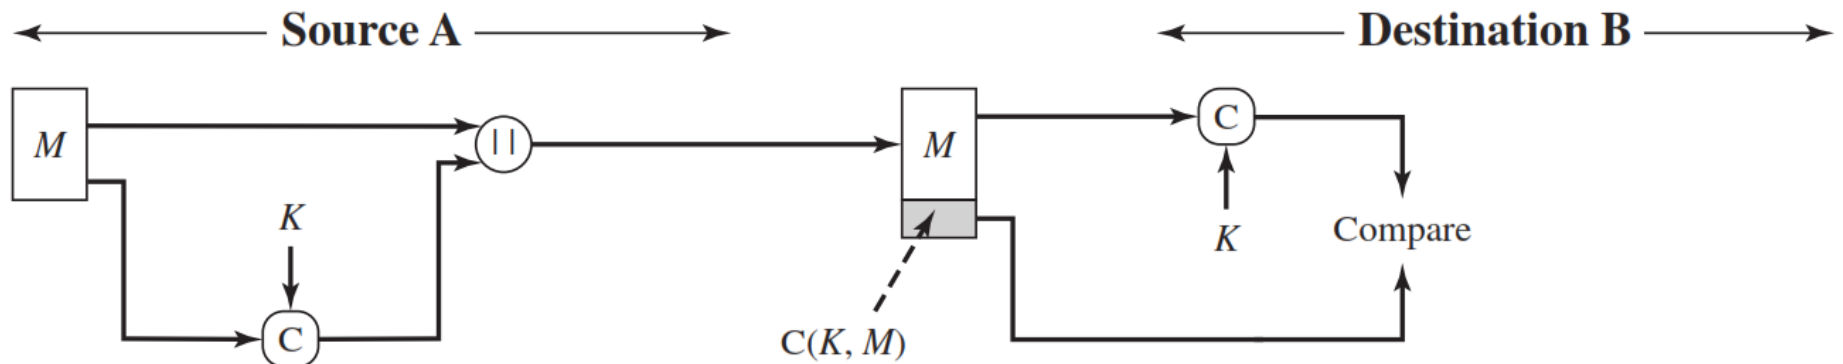 Source A
Destination B
M
||
M
C
K
K
Compare
C
C(K, M)